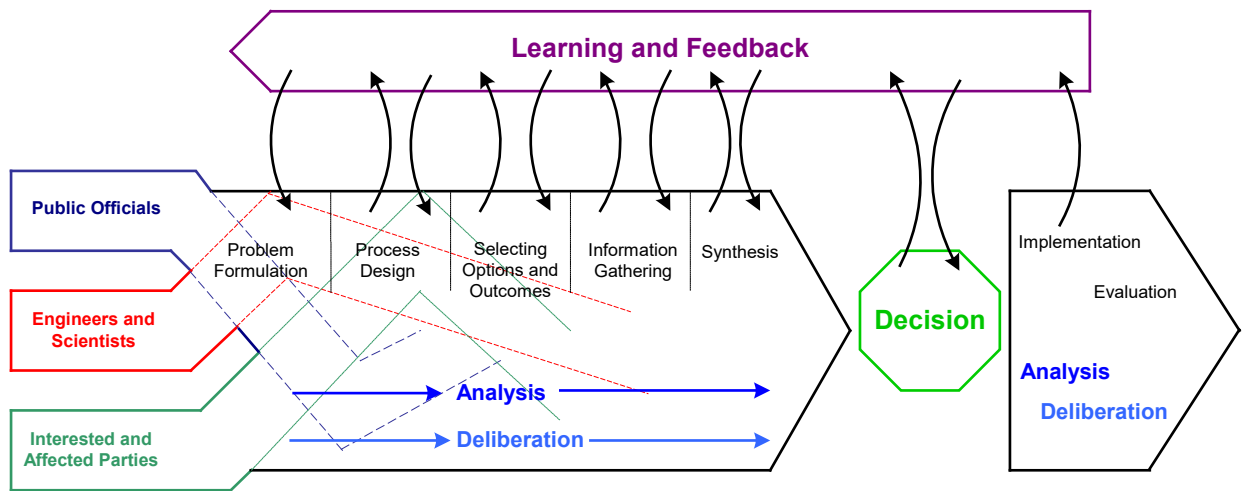 Learning and Feedback
Public Officials
Engineers and
Scientists
Interested and
Affected Parties
Problem
Formulation
Process
Design
Selecting
Options and
Outcomes
Information
Gathering
Synthesis
Analysis
Deliberation
Decision
Implementation
Evaluation
Analysis
Deliberation